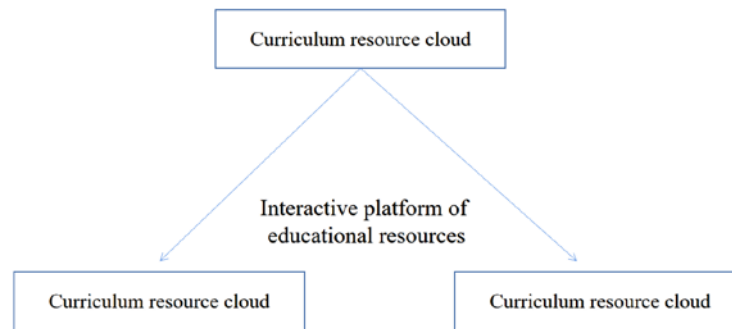 Curriculum resource cloud
Interactive platform of
educational resources
Curriculum resource cloud
Curriculum resource cloud